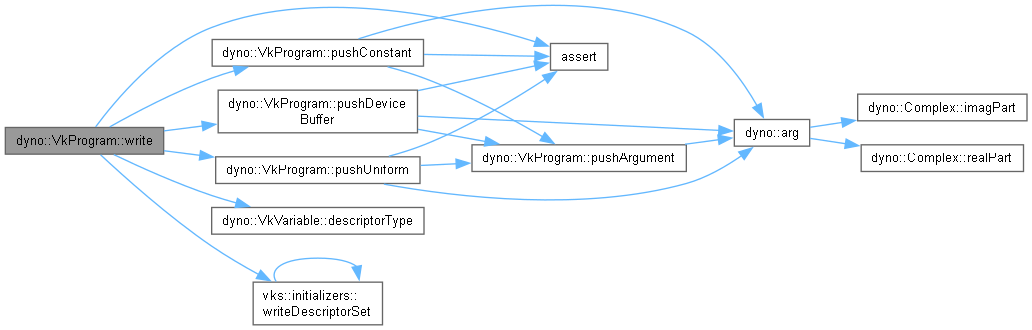 dyno::VkProgram::write
dyno::VkProgram::pushConstant
dyno::VkProgram::pushDevice
Buffer
dyno::VkProgram::pushUniform
dyno::VkVariable::descriptorType
vks::initializers::
writeDescriptorSet
assert
dyno::VkProgram::pushArgument
dyno::arg
dyno::Complex::imagPart
dyno::Complex::realPart